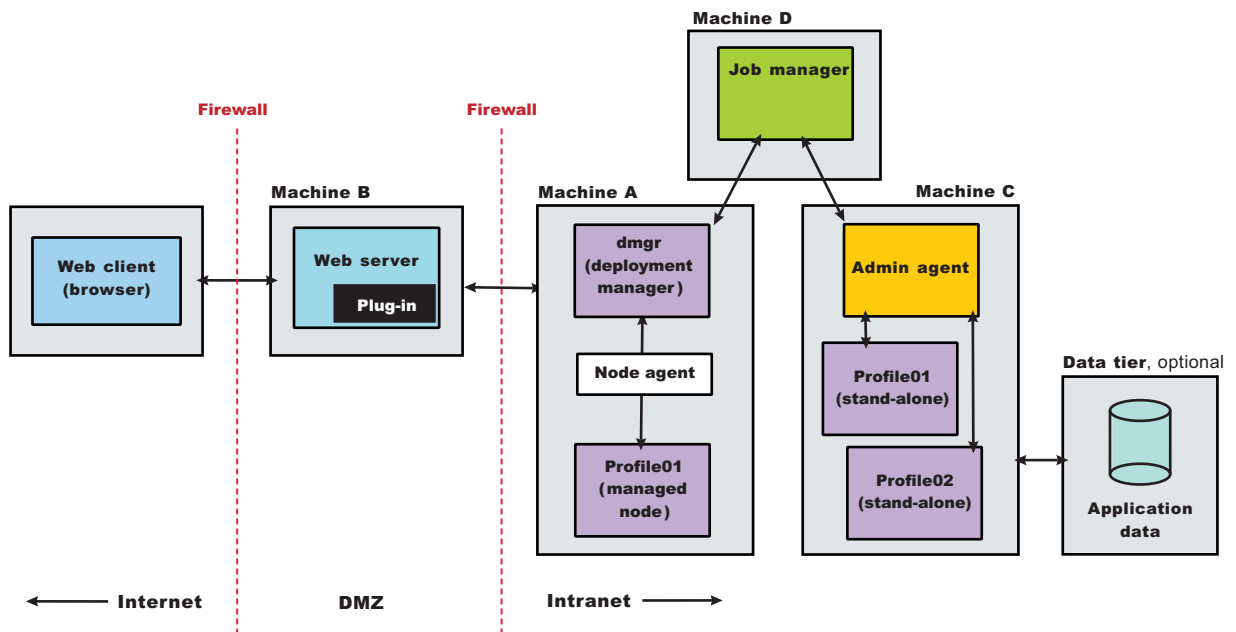 Machine D
Job manager
Firewall
Firewall
Machine B
Machine A
Machine C
Web client
(browser)
Web server
Plug-in
dmgr
(deployment
manager)
Node agent
Profile01
(managed
node)
Admin agent
Profile01
(stand-alone)
Profile02
(stand-alone)
Data tier, optional
Application
data
Internet
DMZ
Intranet